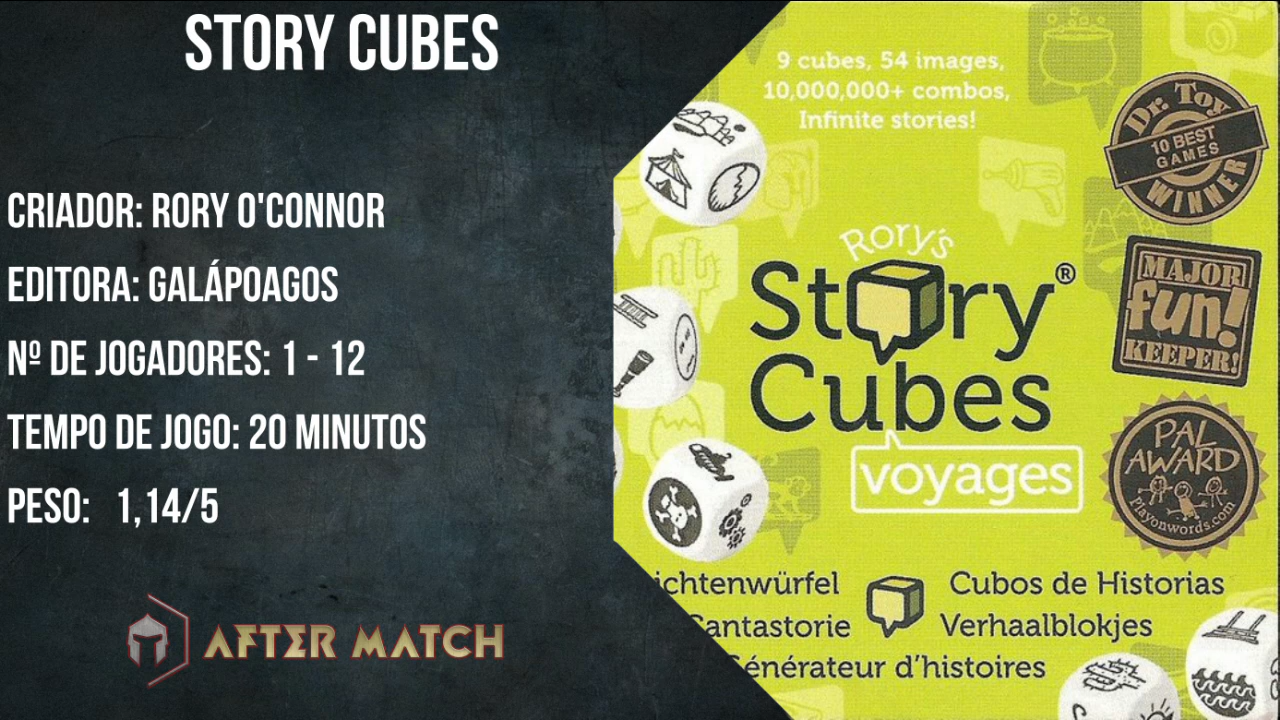 STORY CUBES
CRIADOR: RORY O'CONNOR
EDITORA: GALÁPOAGOS
Nº DE JOGADORES: 1 - 12
TEMPO DE JOGO: 20 MINUTOS
PESO: 1,14/5
AFTER MATCH
9 cubes, 54 images,
10,000,000+ combos,
Infinite stories!
Dr. Toy
10 BEST
GAMES
WINNER
Rory's
Story®
Cubes
voyages
MAJOR
fun!
KEEPER!
PAL
AWARD
Playonwords.com
ichtenwürfel
Cubos de Historias
antastorie
Verhaalblokjes
énérateur d'histoires